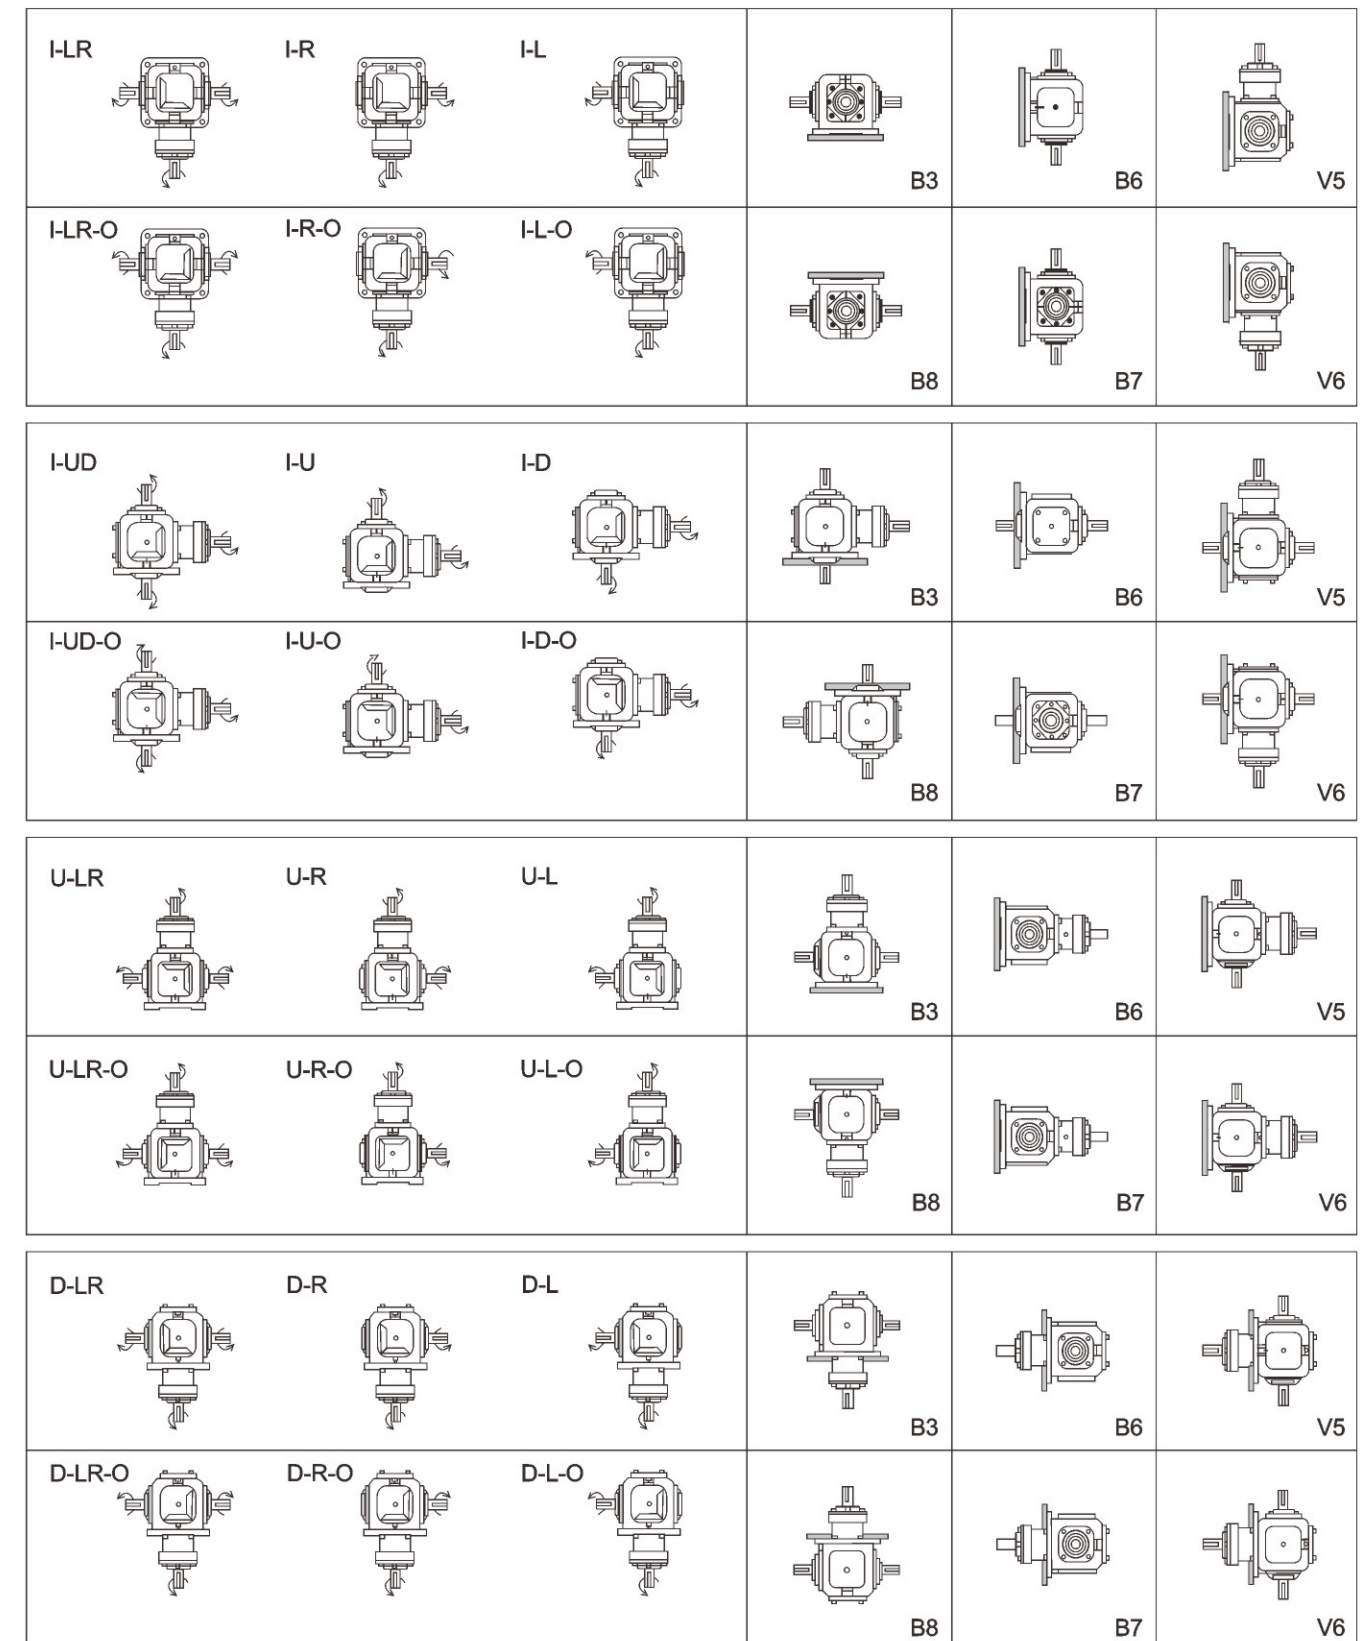 I-LR I-R I-L
B3 B6 V5
I-LR-O I-R-O I-L-O
B8 B7 V6
I-UD I-U I-D
B3 B6 V5
I-UD-O I-U-O I-D-O
B8 B7 V6
U-LR U-R U-L
B3 B6 V5
U-LR-O U-R-O U-L-O
B8 B7 V6
D-LR D-R D-L
B3 B6 V5
D-LR-O D-R-O D-L-O
B8 B7 V6